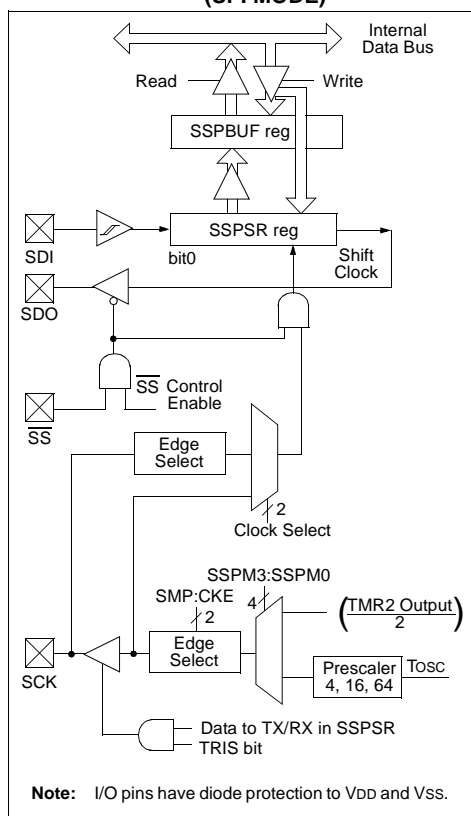 (SPI MODE)
Internal
Data Bus
Read
Write
SSPBUF reg
SSPSR reg
SDI
bit0
Shift
Clock
SDO
SS
Control
Enable
SS
Edge
Select
2
Clock Select
SSPM3:SSPM0
SMP:CKE
4
2
(TMR2 Output
2)
Edge
Select
Prescaler
4, 16, 64
TOSC
SCK
Data to TX/RX in SSPSR
TRIS bit
Note: I/O pins have diode protection to VDD and VSS.